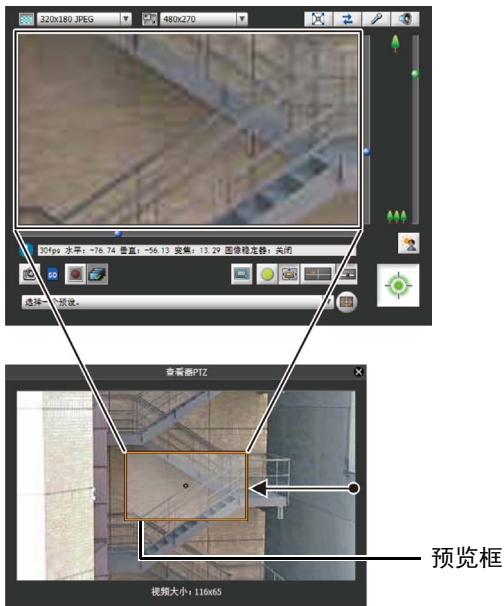 320x180 JPEG
480x270
30fps 水平: -76.74 垂直: -56.13 变焦: 13.29 图像稳定器: 关闭
选择一个预设。
查看器PTZ
预览框
视频大小: 116x65